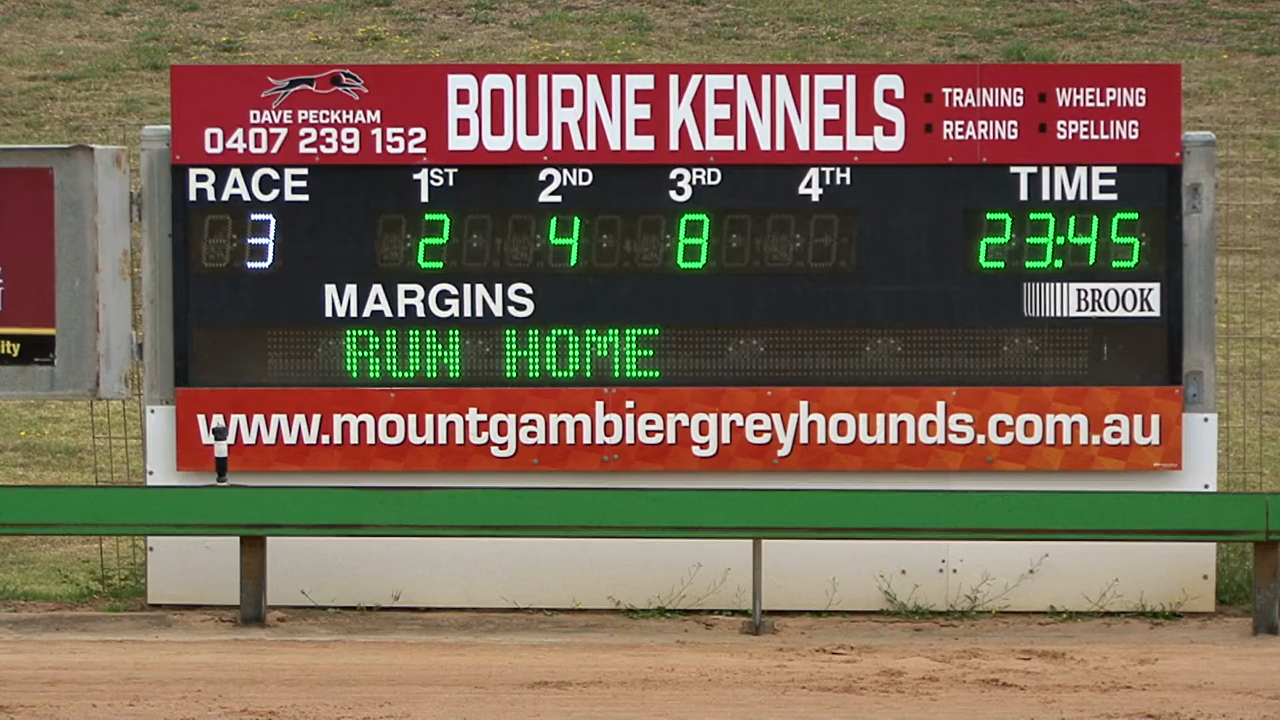 BOURNE KENNELS
DAVE PECKHAM
0407 239 152
TRAINING WHELPING
REARING SPELLING
RACE 1ST 2ND 3RD 4TH TIME
3 2 4 8 23:45
MARGINS
BROOK
RUN HOME
www.mountgambiergreyhounds.com.au
ity